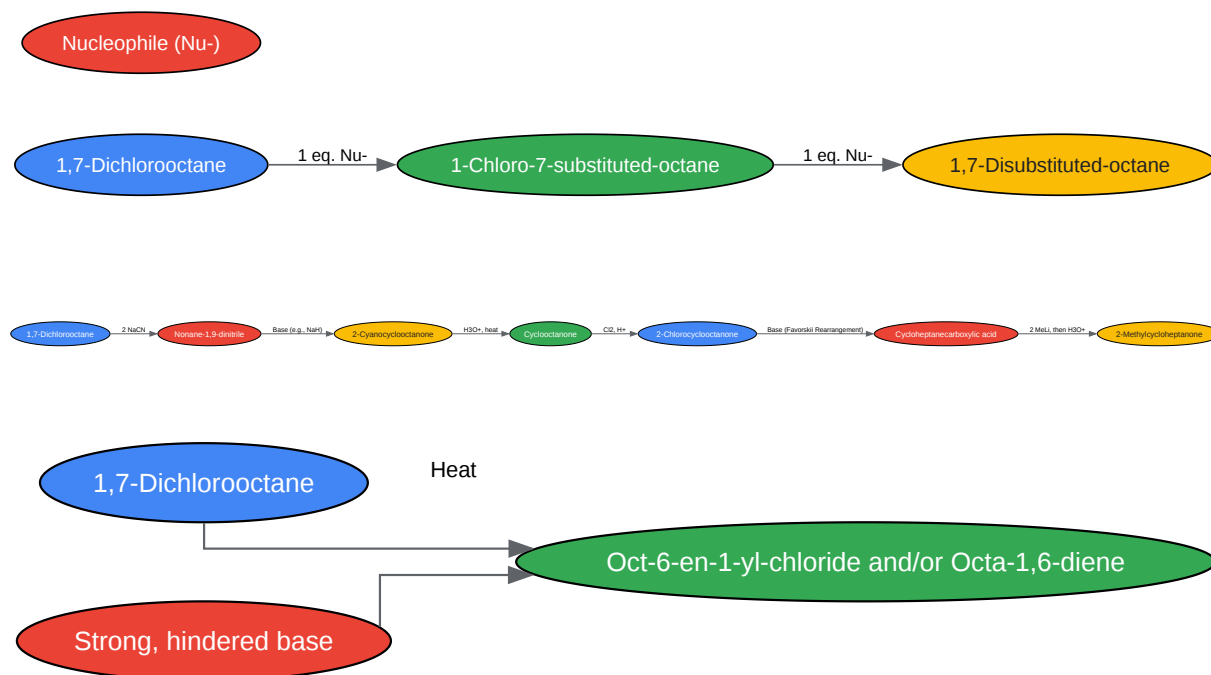 Nucleophile (Nu-)
1,7-Dichlorooctane
1 eq. Nu-
1-Chloro-7-substituted-octane
1 eq. Nu-
1,7-Disubstituted-octane
1,7-Dichlorooctane
2 NaCN
Nonane-1,9-dinitrile
Base (e.g., NaH)
2-Cyanocyclooctanone
H3O+, heat
Cyclooctanone
Cl2, H+
2-Chlorocyclooctanone
Base (Favorskii Rearrangement)
Cycloheptanecarboxylic acid
2 MeLi, then H3O+
2-Methylcycloheptanone
1,7-Dichlorooctane
Heat
Oct-6-en-1-yl-chloride and/or Octa-1,6-diene
Strong, hindered base